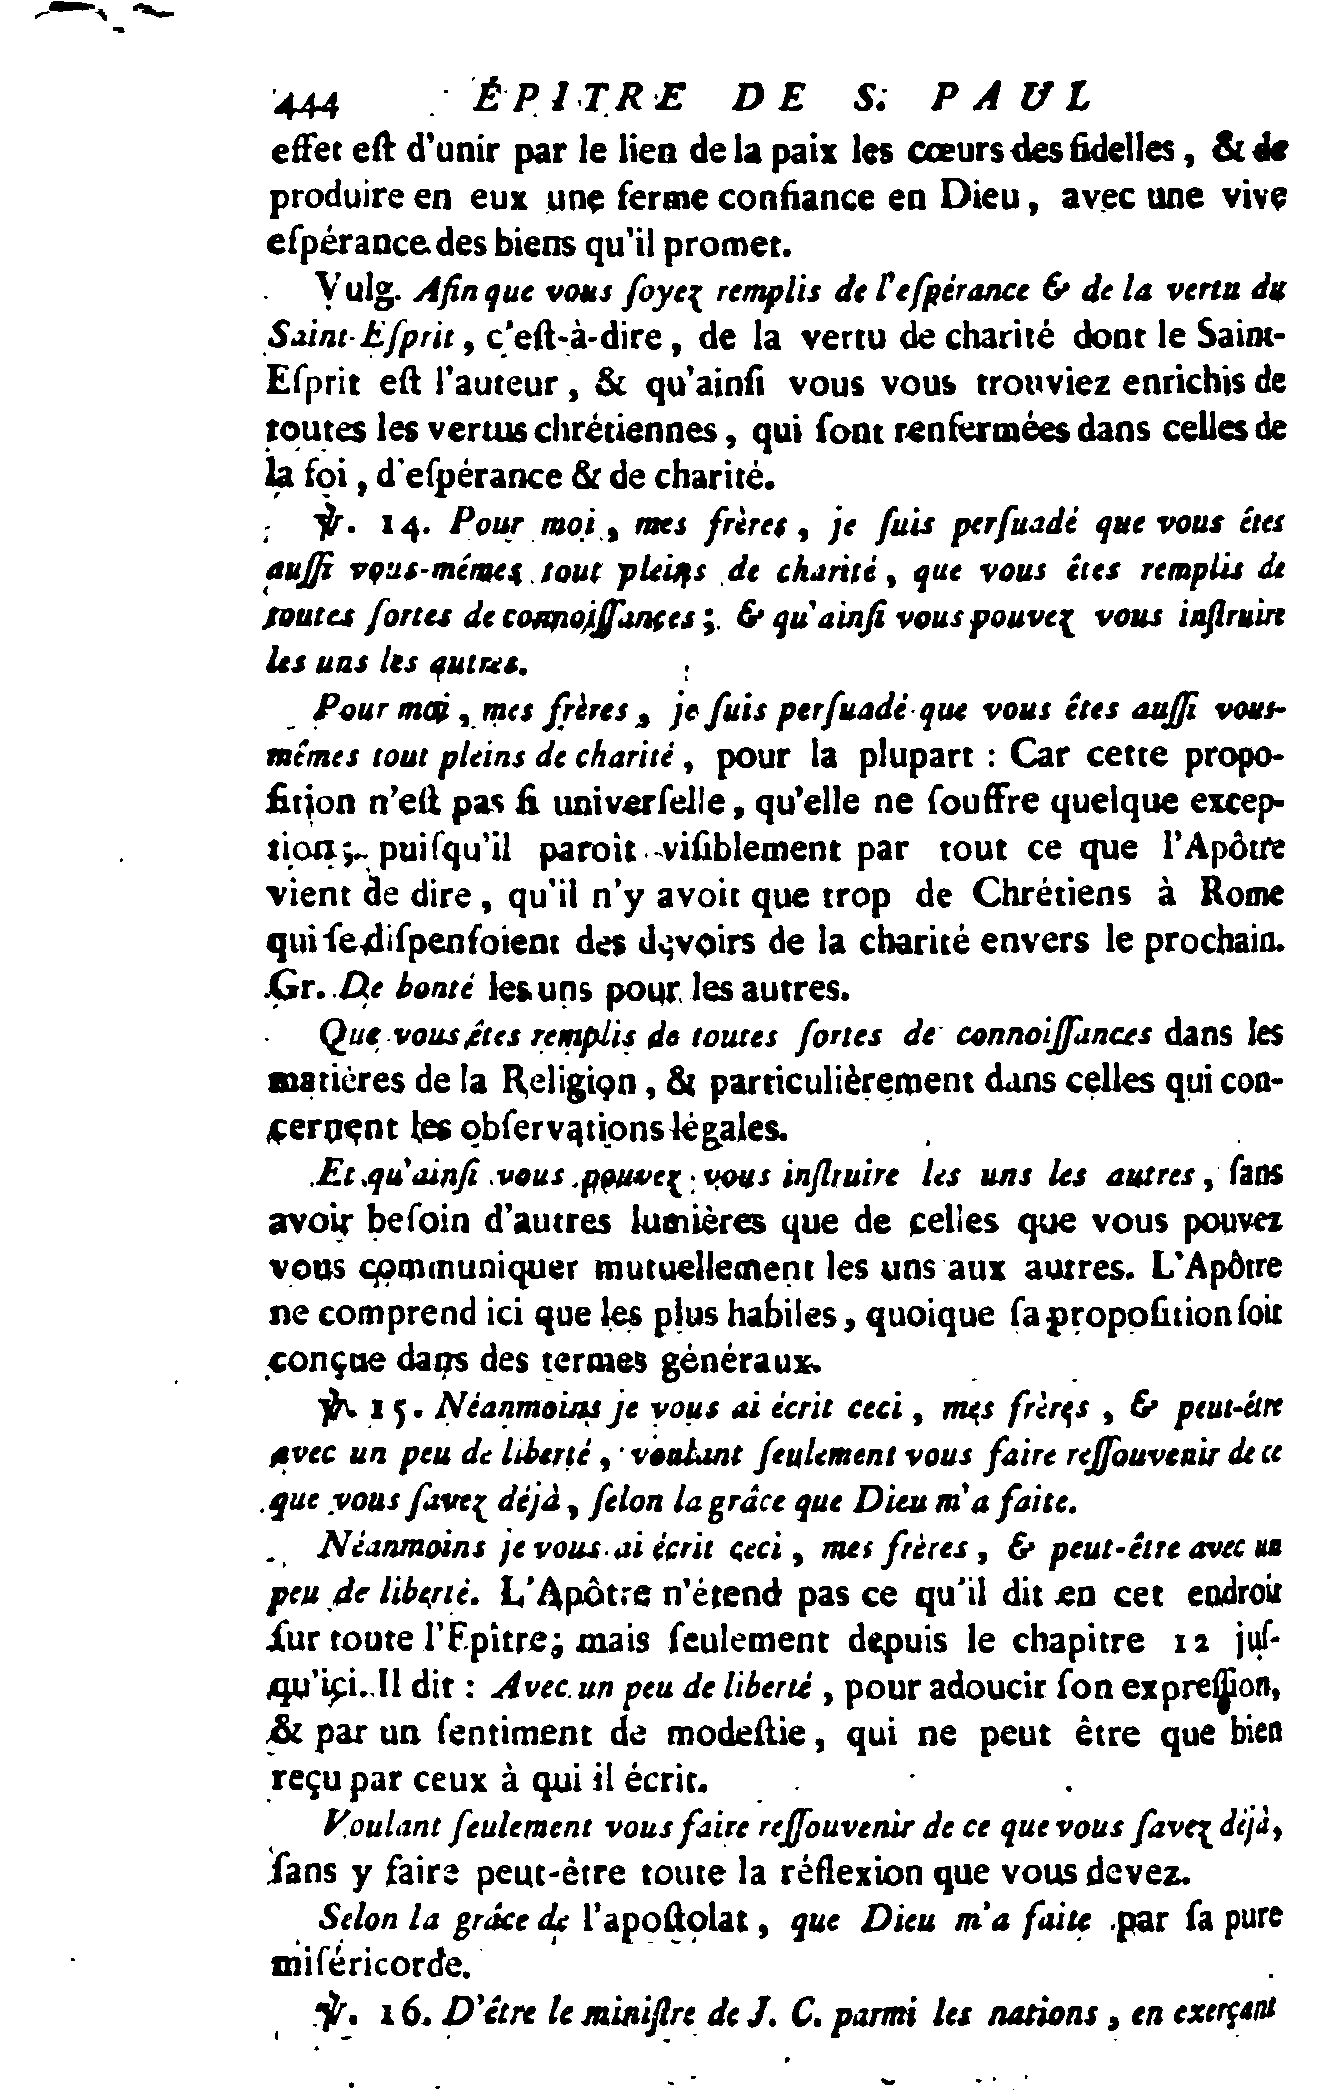 444 ÉPITRE DE S. PAUL
effet eſt d'unir par le lien de la paix les cœurs des fidelles, & de
produire en eux une ferme confiance en Dieu, avec une vive
eſpérance des biens qu'il promet.
Vulg. Afin que vous ſoyez remplis de l'eſpérance & de la vertu du
Saint-Eſprit, c'eſt-à-dire, de la vertu de charité dont le Saint-
Eſprit eſt l'auteur, & qu'ainſi vous vous trouviez enrichis de
toutes les vertus chrétiennes, qui ſont renfermées dans celles de
la foi, d'eſpérance & de charité.
℣. 14. Pour moi, mes frères, je ſuis perſuadé que vous êtes
auſſi vous-mêmes tout pleins de charité, que vous êtes remplis de
toutes ſortes de connoiſſances; & qu'ainſi vous pouvez vous inſtruire
les uns les autres.
Pour moi, mes frères, je ſuis perſuadé que vous êtes auſſi vous-
mêmes tout pleins de charité, pour la plupart : Car cette propo-
ſition n'eſt pas ſi univerſelle, qu'elle ne ſouffre quelque excep-
tion; puiſqu'il paroit viſiblement par tout ce que l'Apôtre
vient de dire, qu'il n'y avoit que trop de Chrétiens à Rome
qui ſe diſpenſoient des devoirs de la charité envers le prochain.
Gr. De bonté les uns pour les autres.
Que vous êtes remplis de toutes ſortes de connoiſſances dans les
matières de la Religion, & particulièrement dans celles qui con-
cernent les obſervations légales.
Et qu'ainſi vous pouvez vous inſtruire les uns les autres, ſans
avoir beſoin d'autres lumières que de celles que vous pouvez
vous communiquer mutuellement les uns aux autres. L'Apôtre
ne comprend ici que les plus habiles, quoique ſa propoſition ſoit
conçue dans des termes généraux.
℣. 15. Néanmoins je vous ai écrit ceci, mes frères, & peut-être
avec un peu de liberté, voulant ſeulement vous faire reſſouvenir de ce
que vous ſavez déjà, ſelon la grâce que Dieu m'a faite.
Néanmoins je vous ai écrit ceci, mes frères, & peut-être avec un
peu de liberté. L'Apôtre n'étend pas ce qu'il dit en cet endroit
ſur toute l'Epître; mais ſeulement depuis le chapitre 12 juſ-
qu'içi. Il dit : Avec un peu de liberté, pour adoucir ſon expreſſion,
& par un ſentiment de modeſtie, qui ne peut être que bien
reçu par ceux à qui il écrit.
Voulant ſeulement vous faire reſſouvenir de ce que vous ſavez déjà,
ſans y faire peut-être toute la réflexion que vous devez.
Selon la grâce de l'apoſtolat, que Dieu m'a faite par ſa pure
miſéricorde.
℣. 16. D'être le miniſtre de J. C. parmi les nations, en exerçant